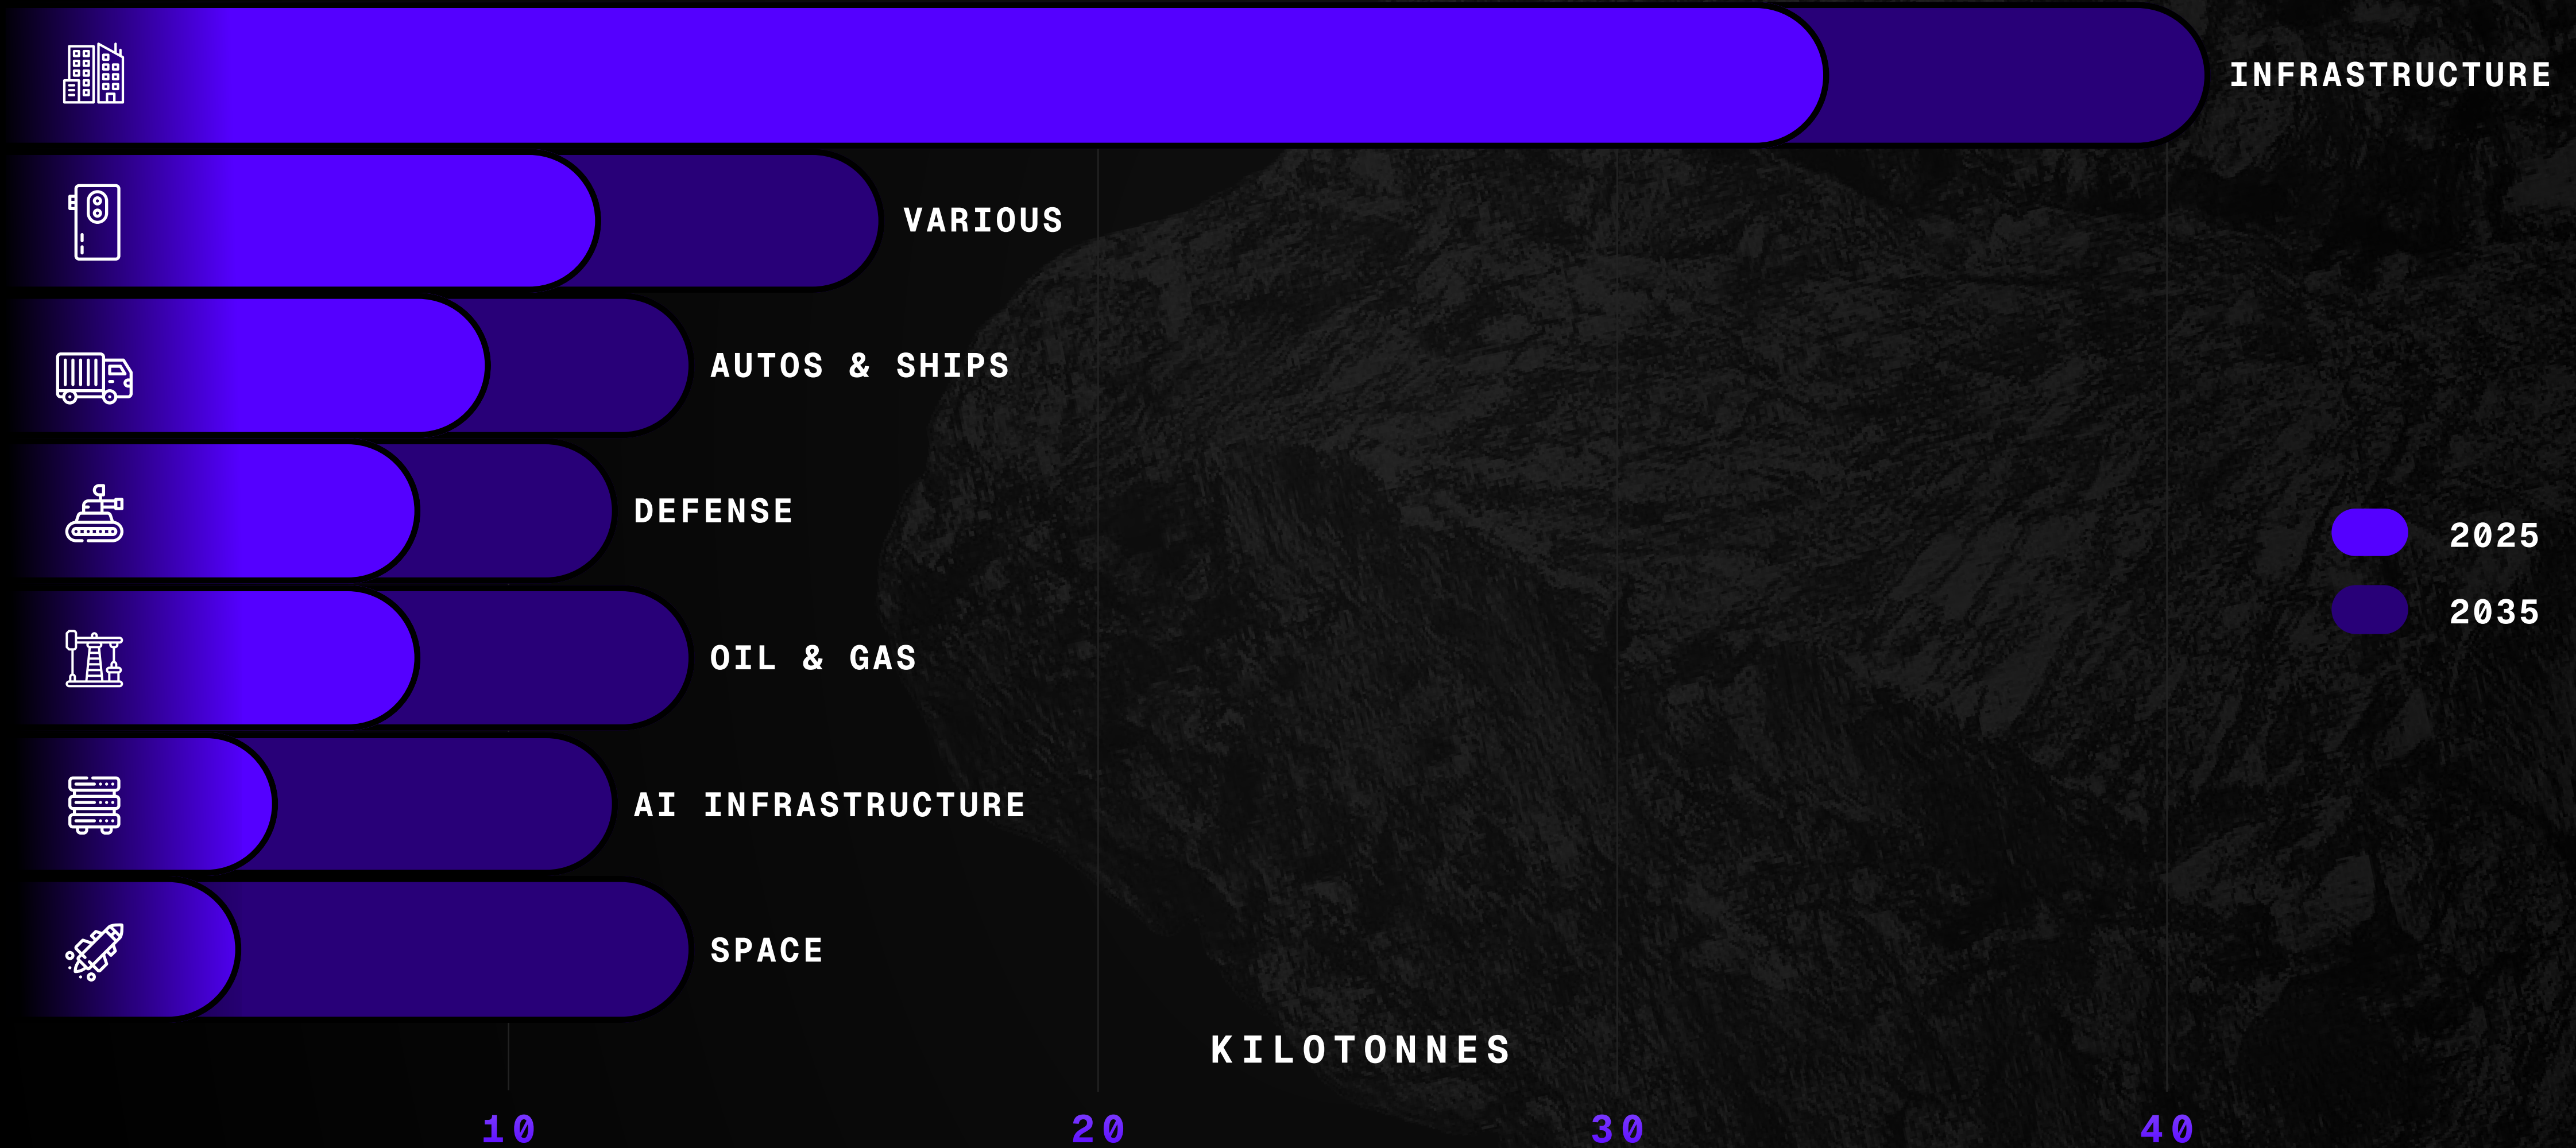 INFRASTRUCTURE
VARIOUS
AUTOS & SHIPS
DEFENSE
2025
2035
OIL & GAS
AI INFRASTRUCTURE
SPACE
KILOTONNES
10 20 30 40